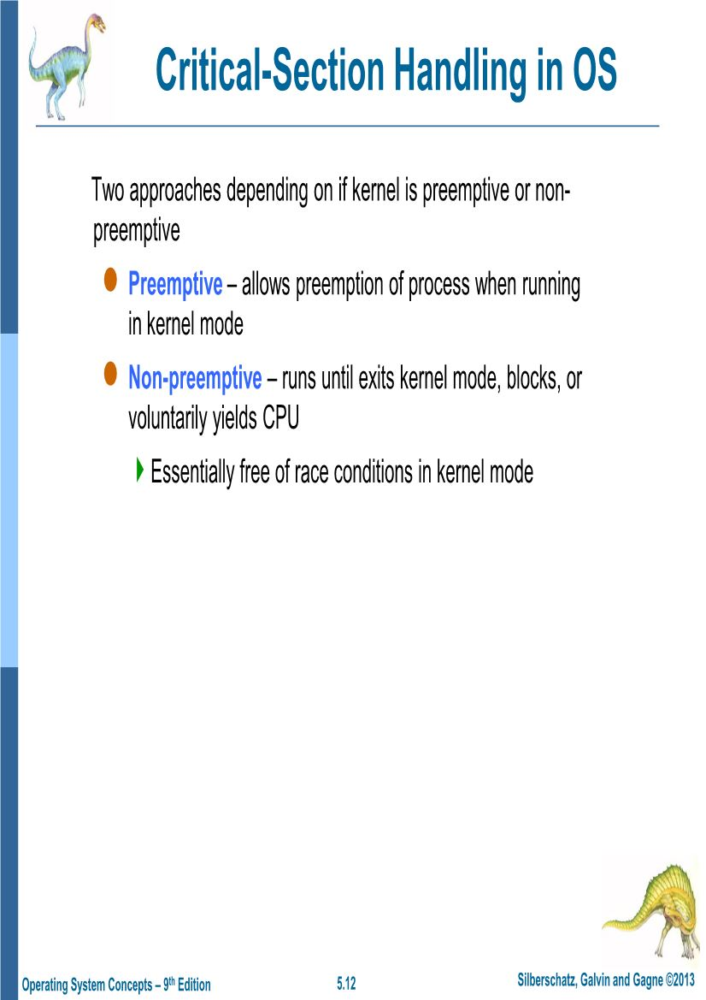 Critical-Section Handling in OS
Two approaches depending on if kernel is preemptive or non-
preemptive
Preemptive – allows preemption of process when running
in kernel mode
Non-preemptive – runs until exits kernel mode, blocks, or
voluntarily yields CPU
Essentially free of race conditions in kernel mode
Operating System Concepts – 9th Edition
5.12
Silberschatz, Galvin and Gagne ©2013